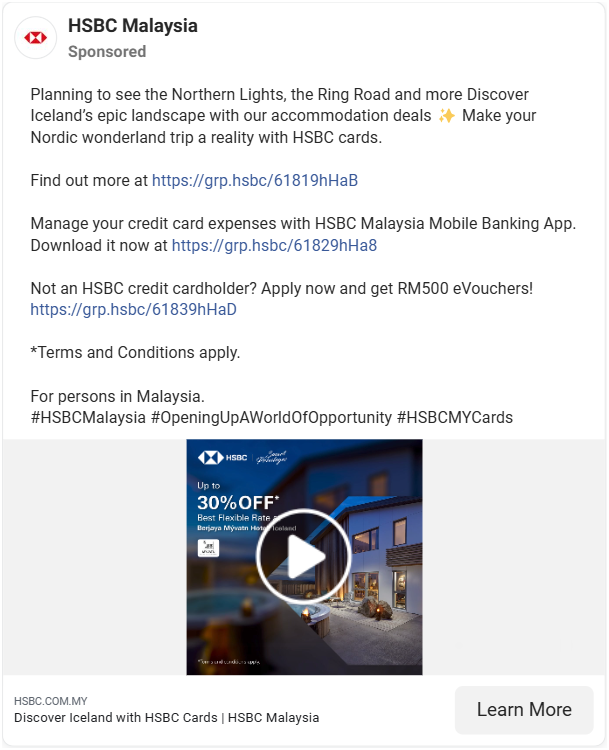 HSBC Malaysia
Sponsored
Planning to see the Northern Lights, the Ring Road and more Discover
Iceland’s epic landscape with our accommodation deals ✨ Make your
Nordic wonderland trip a reality with HSBC cards.
Find out more at https://grp.hsbc/61819hHaB
Manage your credit card expenses with HSBC Malaysia Mobile Banking App.
Download it now at https://grp.hsbc/61829hHa8
Not an HSBC credit cardholder? Apply now and get RM500 eVouchers!
https://grp.hsbc/61839hHaD
*Terms and Conditions apply.
For persons in Malaysia.
#HSBCMalaysia #OpeningUpAWorldOfOpportunity #HSBCMYCards
HSBC Smart Privileges
Up to
30%OFF*
Best Flexible Rate
Berjaya Mývatn Hotel Iceland
*Terms and conditions apply.
HSBC.COM.MY
Discover Iceland with HSBC Cards | HSBC Malaysia
Learn More